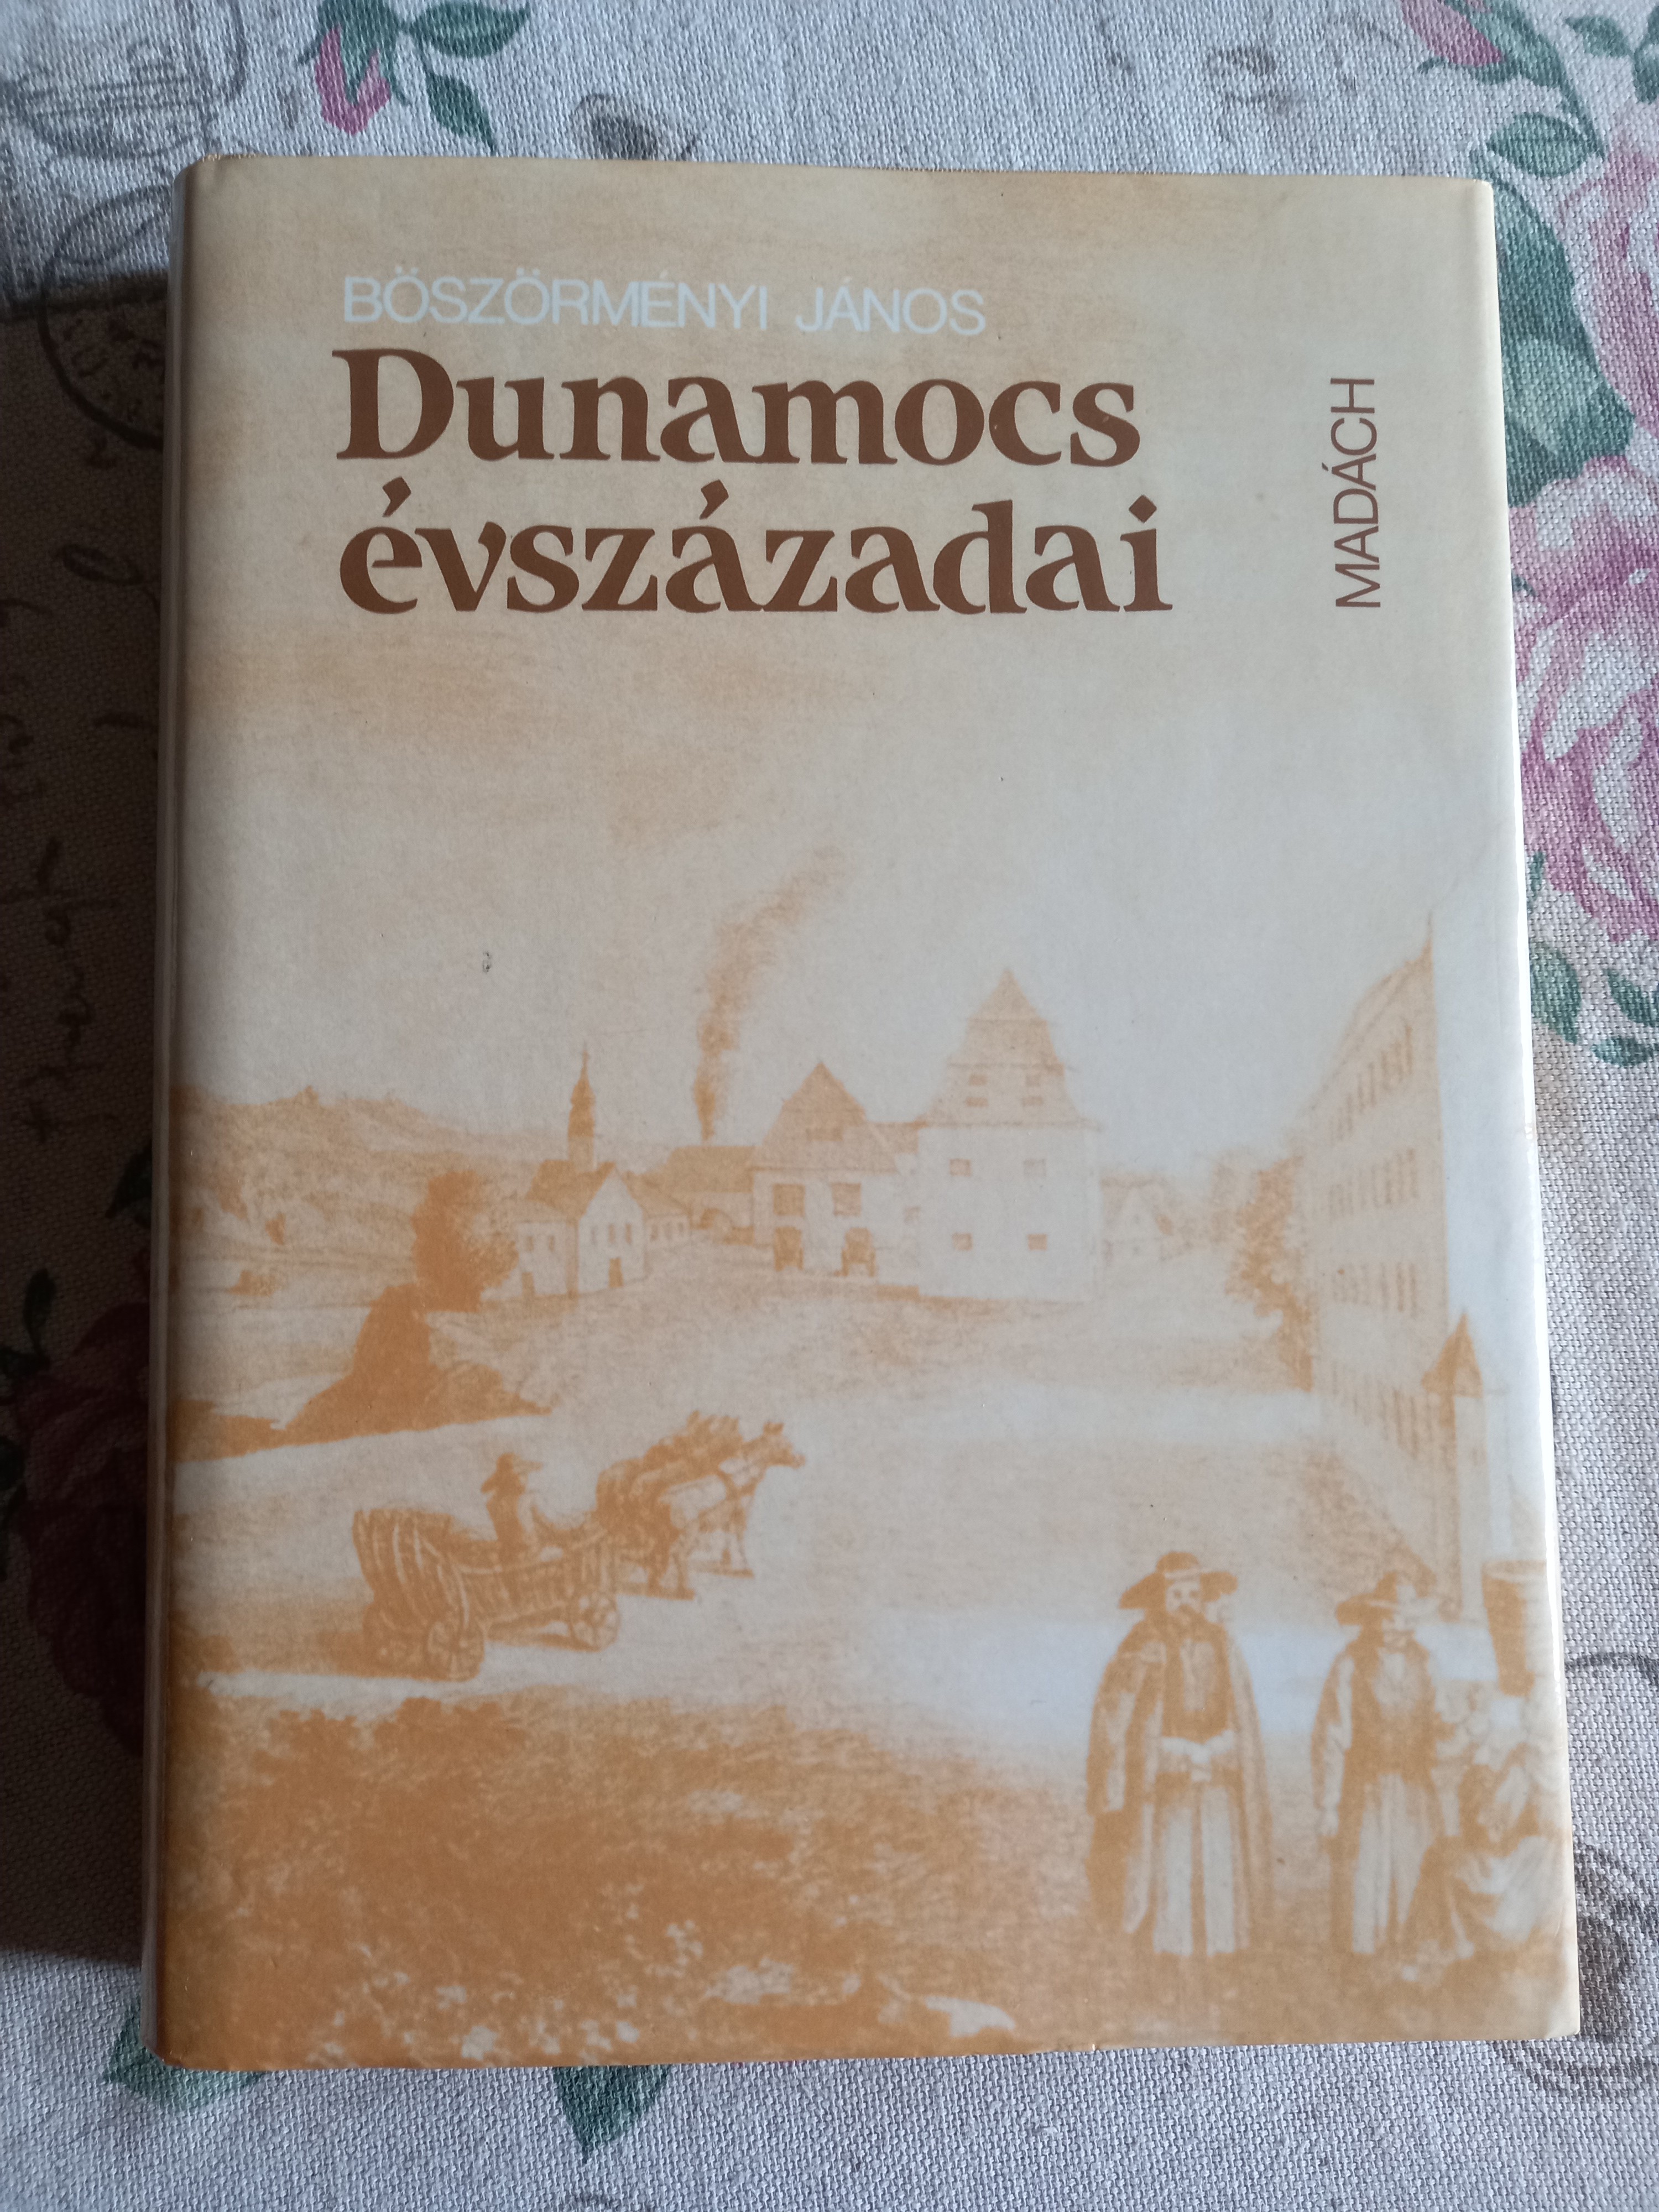 BÖSZÖRMÉNYI JÁNOS
Dunamocs
évszázadai
MADÁCH